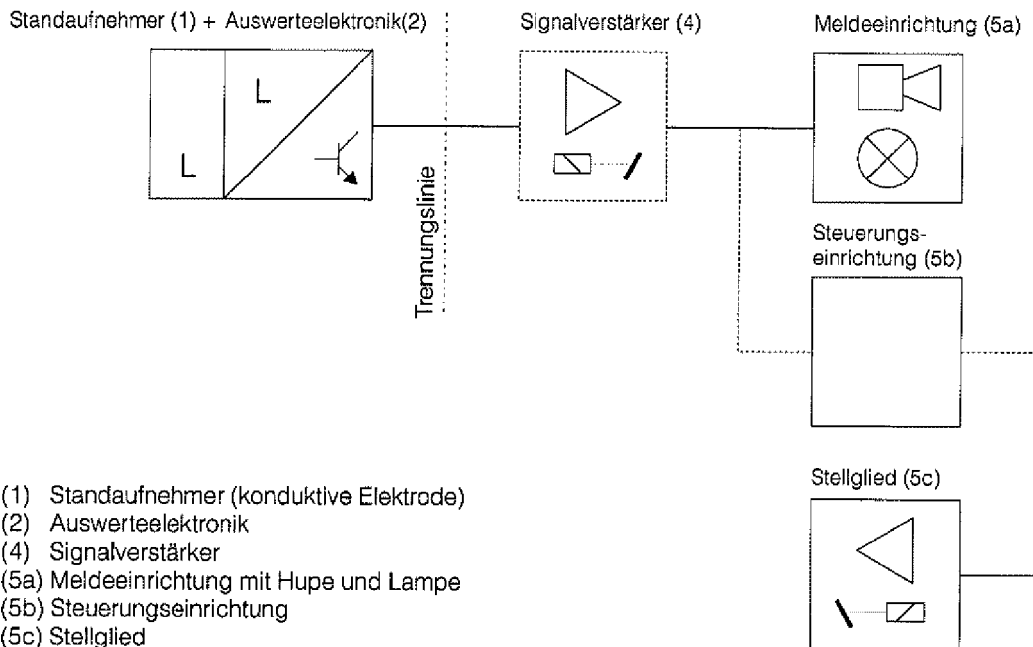 Standaufnehmer (1) + Auswerteelektronik(2)
Signalverstärker (4)
Meldeeinrichtung (5a)
L
L
Trennungslinie
Steuerungs-
einrichtung (5b)
Stellglied (5c)
(1) Standaufnehmer (konduktive Elektrode)
(2) Auswerteelektronik
(4) Signalverstärker
(5a) Meldeeinrichtung mit Hupe und Lampe
(5b) Steuerungseinrichtung
(5c) Stellglied